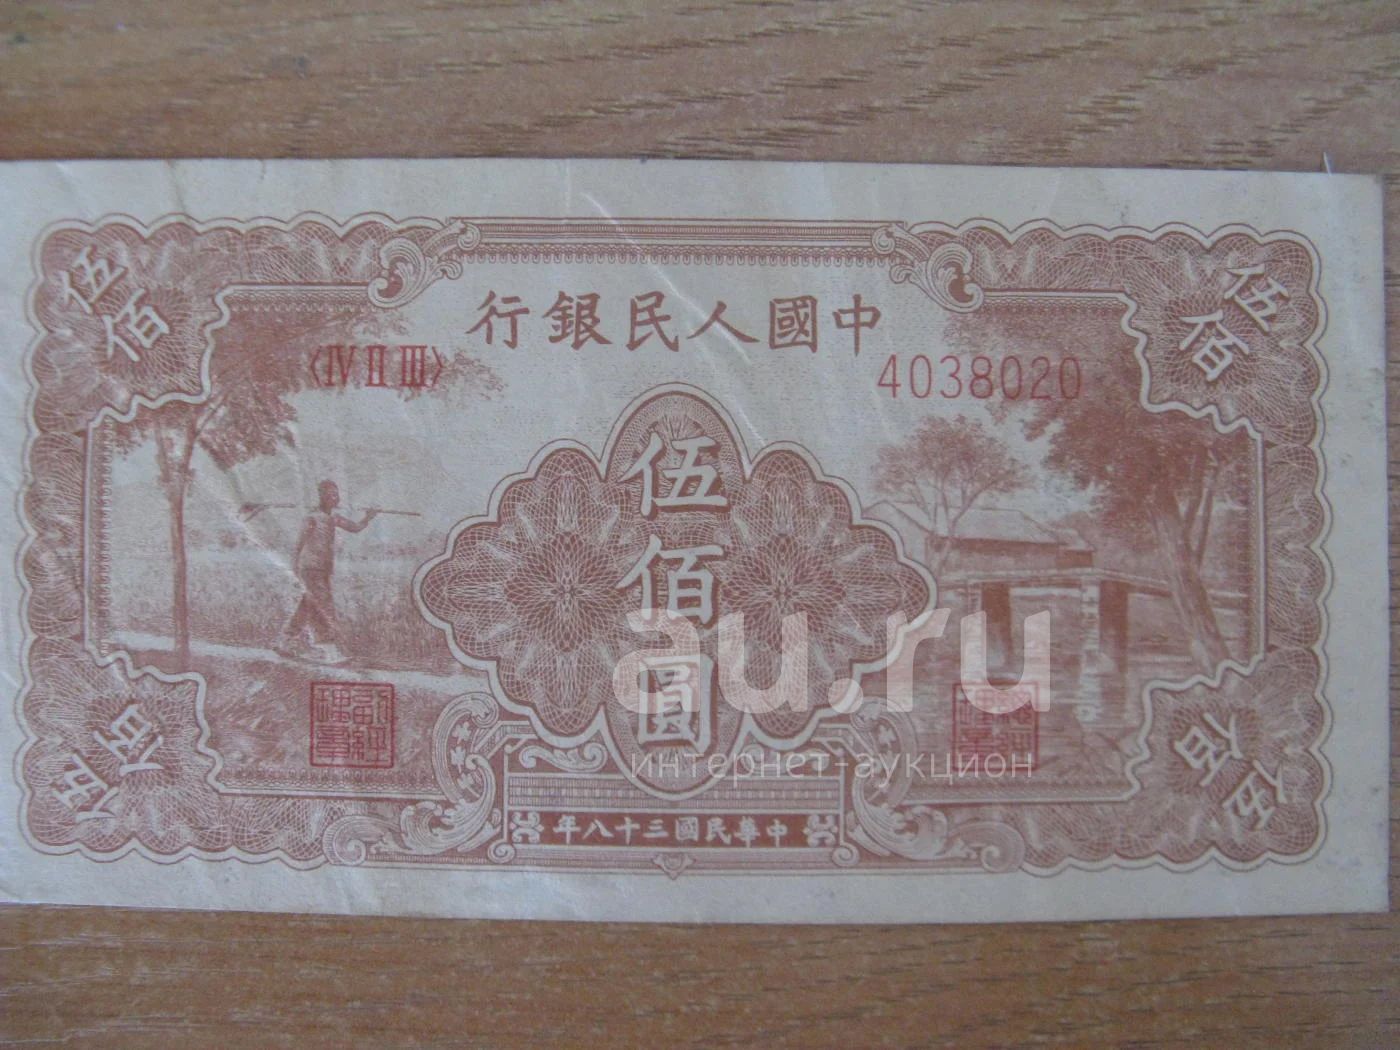 行銀民人國中
〈IV II III〉
4038020
伍佰
伍佰
伍
佰
圓
伍佰
伍佰
年八十三國民華中
au.ru
интернет-аукцион